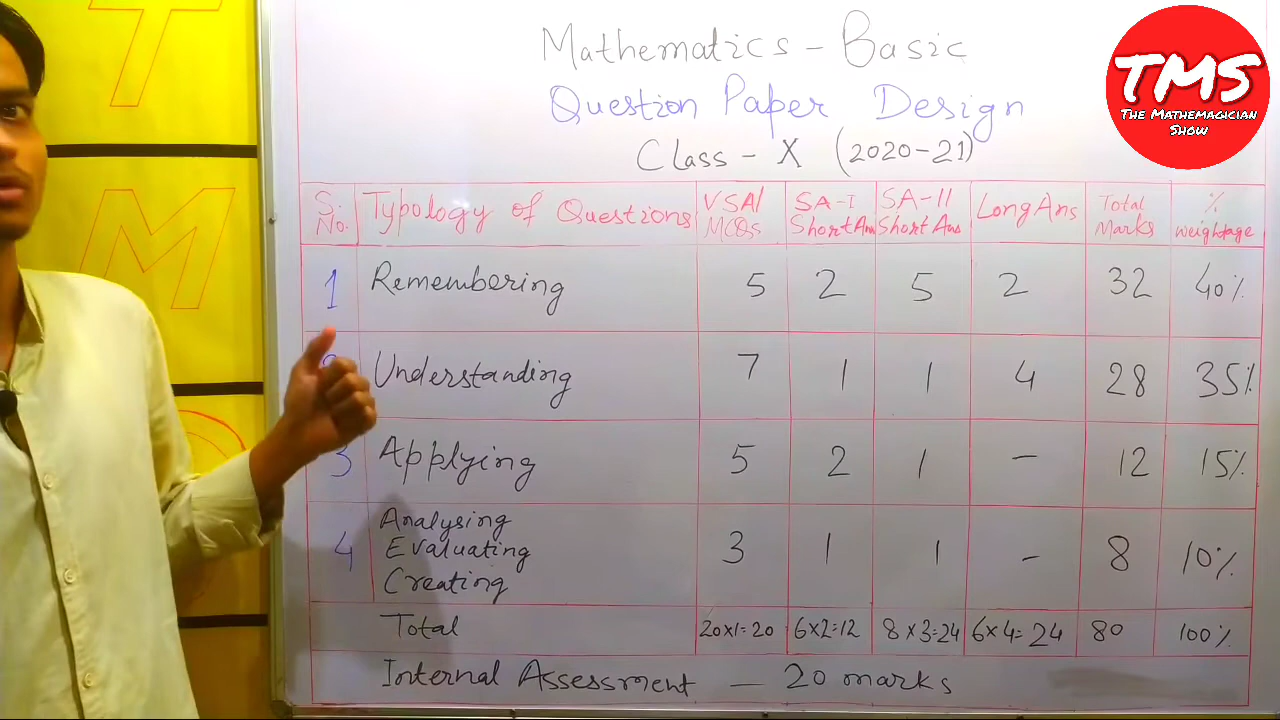 Mathematics - Basic
Question Paper Design
Class - X (2020-21)
TMS
The Mathemagician
Show
T
M
S. No. Typology of Questions VSA/ MCQs SA-I Short An SA-II Short Ans Long Ans Total Marks % weightage
1 Remembering 5 2 5 2 32 40%
Understanding 7 1 1 4 28 35%
3 Applying 5 2 1 - 12 15%
4 Analysing Evaluating Creating 3 1 1 - 8 10%
Total 20x1=20 6x2=12 8x3=24 6x4=24 80 100%
Internal Assessment - 20 marks